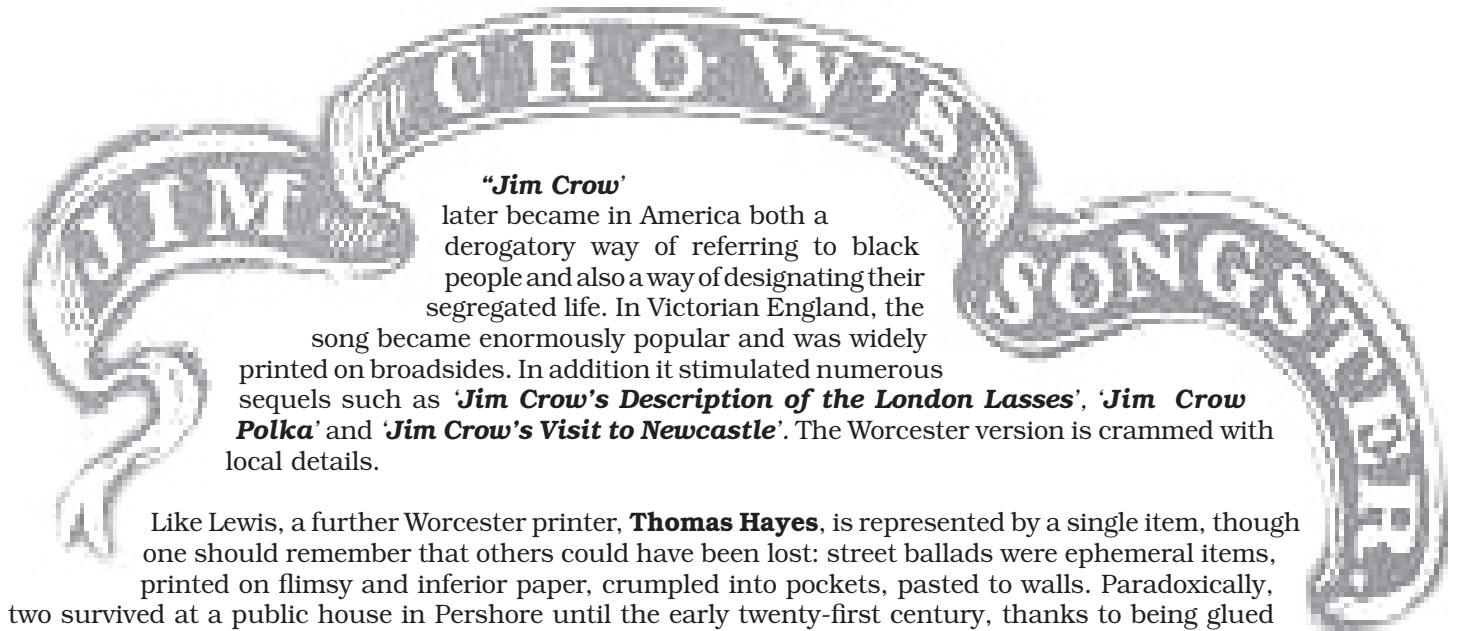 JIM CROW'S SONGSTER.
“Jim Crow’
later became in America both a
derogatory way of referring to black
people and also a way of designating their
segregated life. In Victorian England, the
song became enormously popular and was widely
printed on broadsides. In addition it stimulated numerous
sequels such as ‘Jim Crow’s Description of the London Lasses’, ‘Jim Crow
Polka’ and ‘Jim Crow’s Visit to Newcastle’. The Worcester version is crammed with
local details.
Like Lewis, a further Worcester printer, Thomas Hayes, is represented by a single item, though
one should remember that others could have been lost: street ballads were ephemeral items,
printed on flimsy and inferior paper, crumpled into pockets, pasted to walls. Paradoxically,
two survived at a public house in Pershore until the early twenty-first century, thanks to being glued